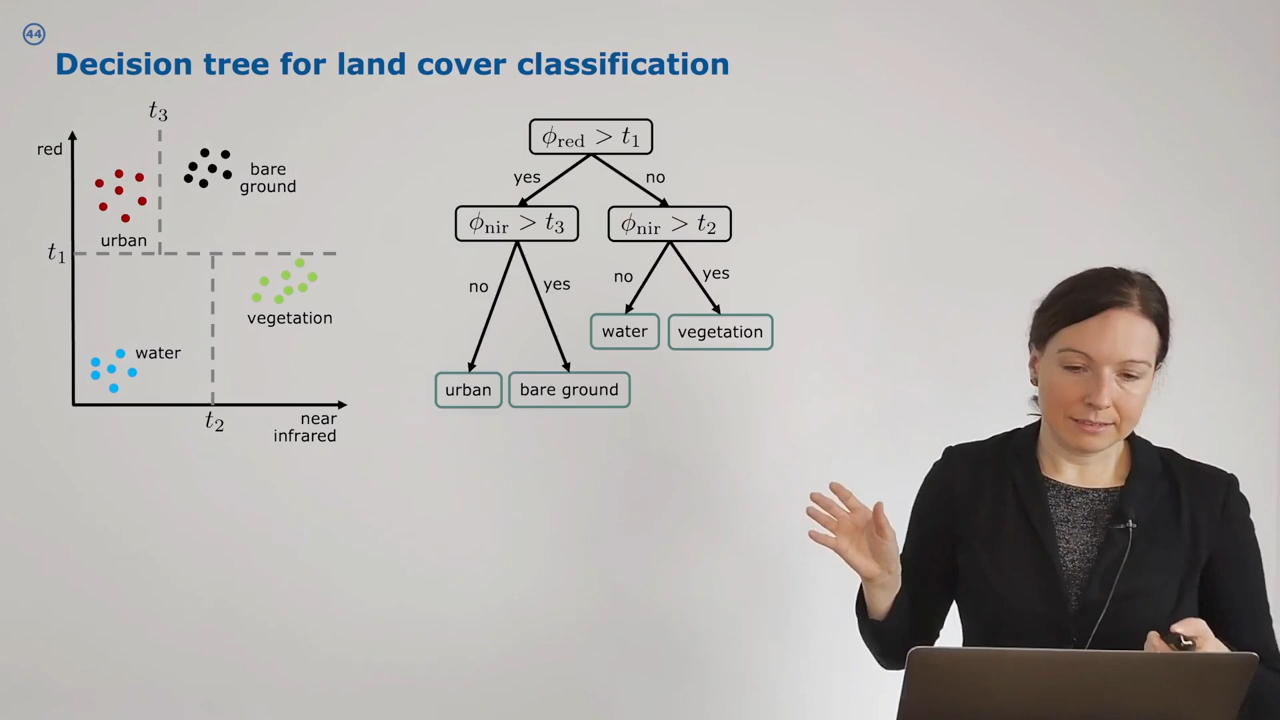 44
Decision tree for land cover classification
t₃
red
bare
ground
urban
t₁
vegetation
water
t₂
near
infrared
ϕred > t₁
yes
no
ϕnir > t₃
ϕnir > t₂
no
yes
no
yes
water
vegetation
urban
bare ground